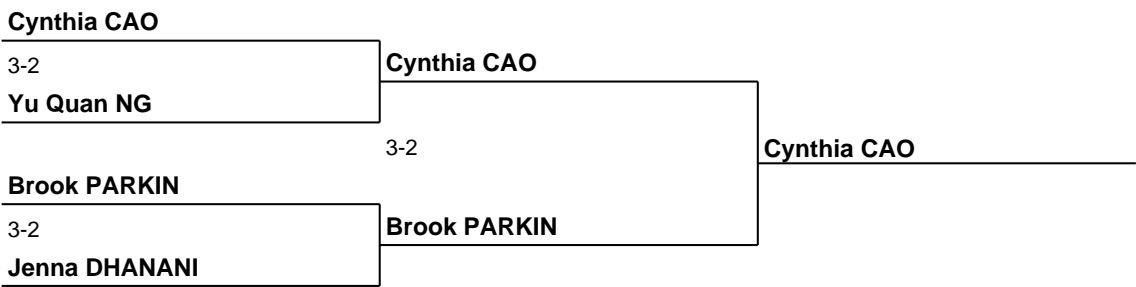 Cynthia CAO
3-2
Yu Quan NG
Brook PARKIN
3-2
Jenna DHANANI
Cynthia CAO
3-2
Brook PARKIN
Cynthia CAO